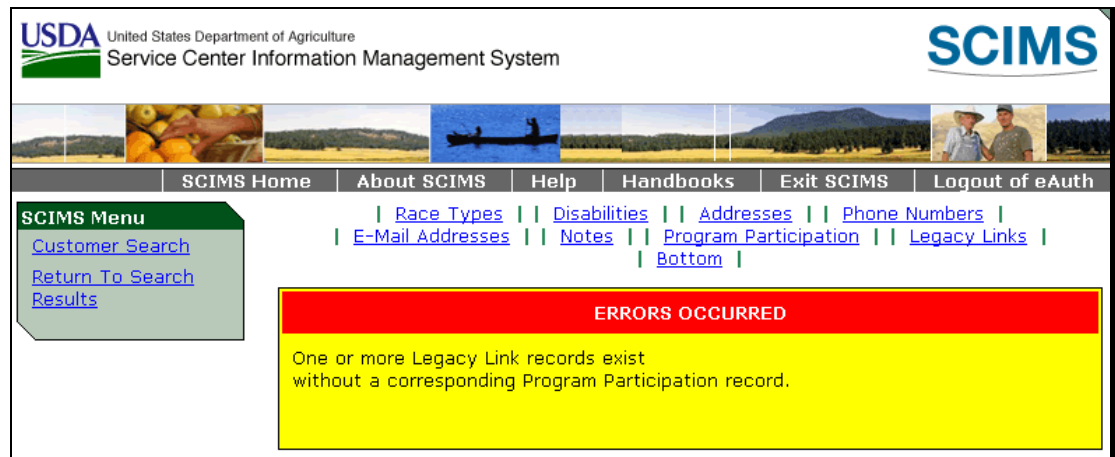 USDA United States Department of Agriculture
Service Center Information Management System
SCIMS
SCIMS Home | About SCIMS | Help | Handbooks | Exit SCIMS | Logout of eAuth
SCIMS Menu
Customer Search
Return To Search
Results
| Race Types | | Disabilities | | Addresses | | Phone Numbers |
| E-Mail Addresses | | Notes | | Program Participation | | Legacy Links |
| Bottom |
ERRORS OCCURRED
One or more Legacy Link records exist
without a corresponding Program Participation record.